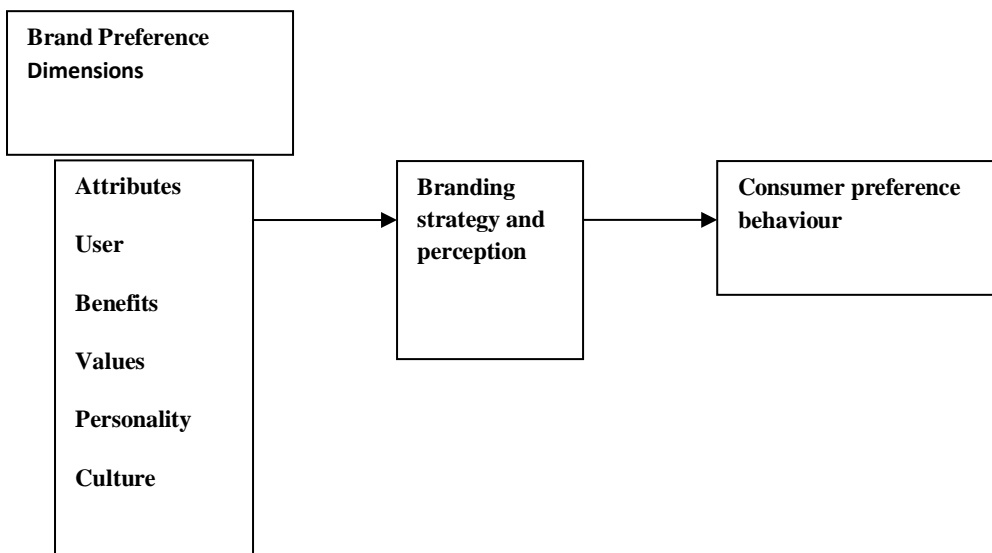 Brand Preference
Dimensions
Attributes
User
Benefits
Values
Personality
Culture
Branding
strategy and
perception
Consumer preference
behaviour